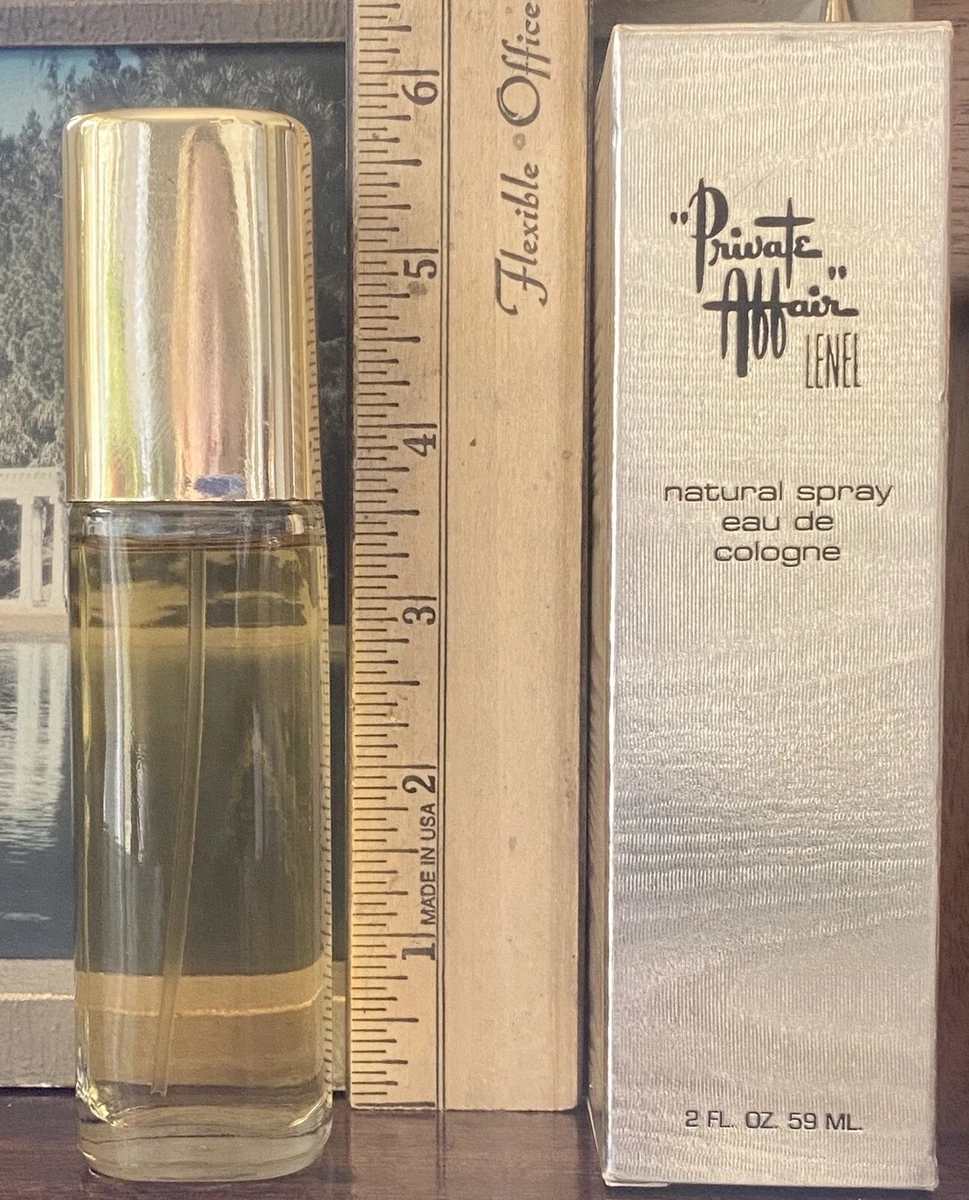 Flexible • Office
6
5
4
3
2
1
MADE IN USA
"Private
Affair"
LENEL
natural spray
eau de
cologne
2 FL. OZ. 59 ML.